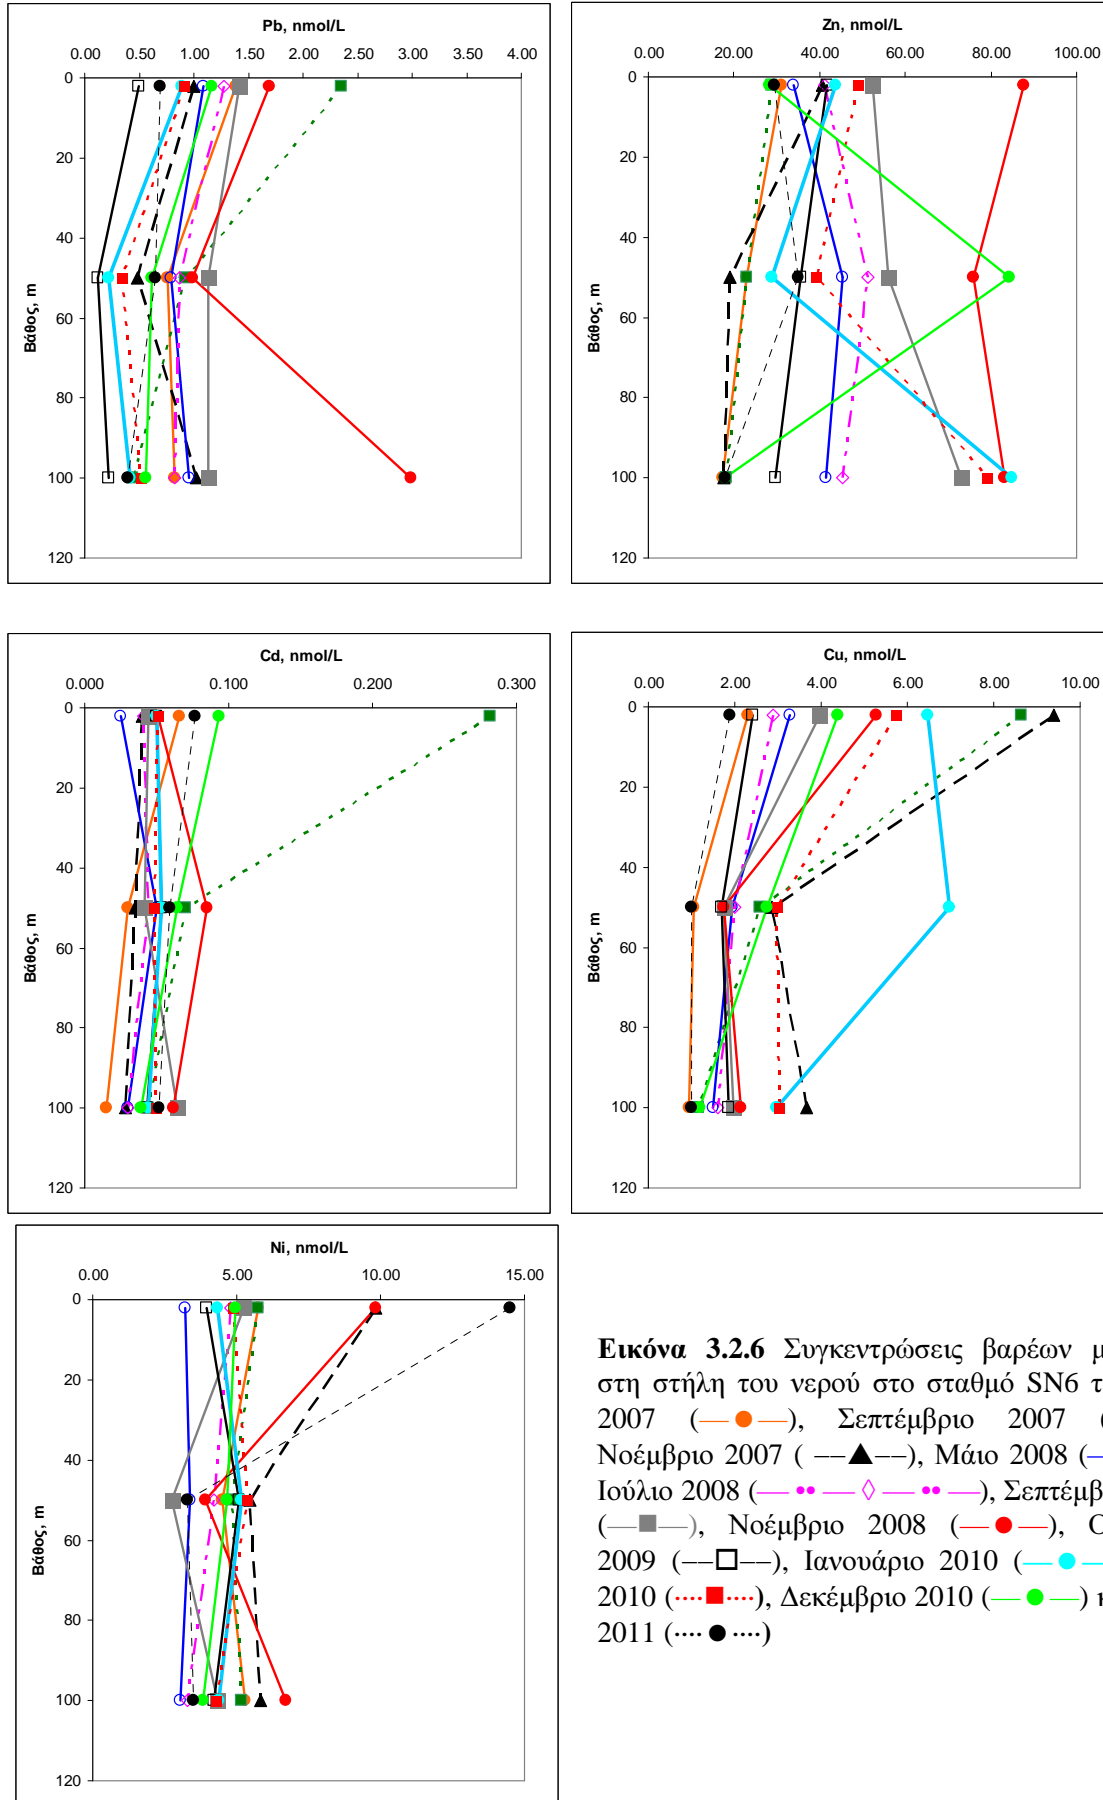 Pb, nmol/L
0.00 0.50 1.00 1.50 2.00 2.50 3.00 3.50 4.00
0
20
40
60
80
100
120
Βάθος, m
Zn, nmol/L
0.00 20.00 40.00 60.00 80.00 100.00
0
20
40
60
80
100
120
Βάθος, m
Cd, nmol/L
0.000 0.100 0.200 0.300
0
20
40
60
80
100
120
Βάθος, m
Cu, nmol/L
0.00 2.00 4.00 6.00 8.00 10.00
0
20
40
60
80
100
120
Βάθος, m
Ni, nmol/L
0.00 5.00 10.00 15.00
0
20
40
60
80
100
120
Βάθος, m
Εικόνα 3.2.6 Συγκεντρώσεις βαρέων μ
στη στήλη του νερού στο σταθμό SN6 τ
2007 ( ), Σεπτέμβριο 2007 (
Νοέμβριο 2007 ( ), Μάιο 2008 (
Ιούλιο 2008 ( ), Σεπτέμβ
( ), Νοέμβριο 2008 ( ), Ο
2009 ( ), Ιανουάριο 2010 (
2010 ( ), Δεκέμβριο 2010 ( ) κ
2011 ( )